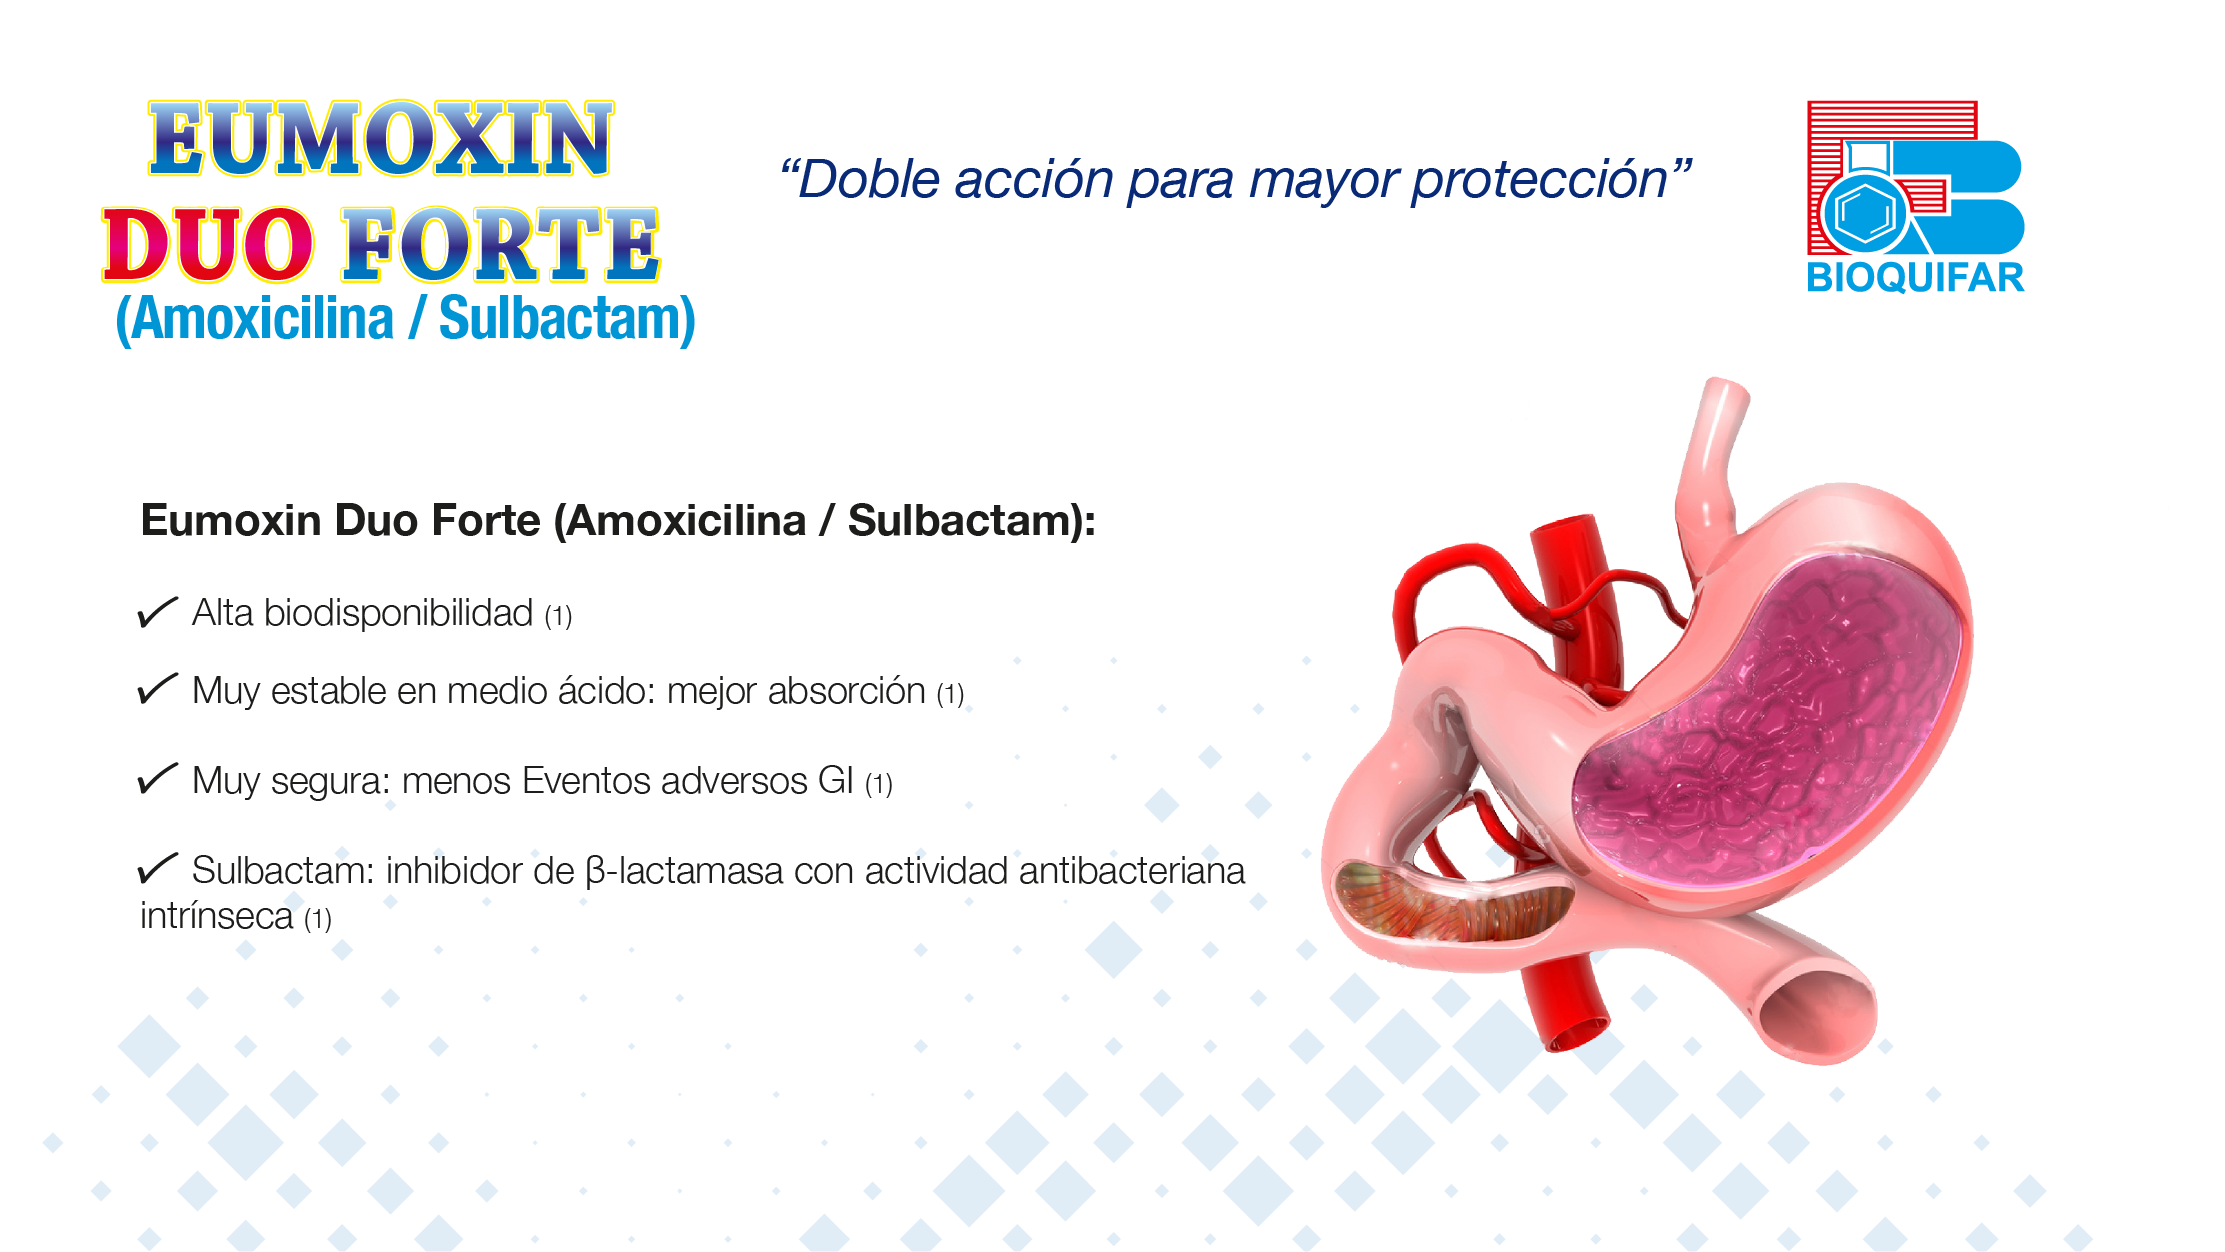 EUMOXIN
DUO FORTE
(Amoxicilina / Sulbactam)
“Doble acción para mayor protección”
BIOQUIFAR
Eumoxin Duo Forte (Amoxicilina / Sulbactam):
✓ Alta biodisponibilidad (1)
✓ Muy estable en medio ácido: mejor absorción (1)
✓ Muy segura: menos Eventos adversos GI (1)
✓ Sulbactam: inhibidor de β-lactamasa con actividad antibacteriana
intrínseca (1)